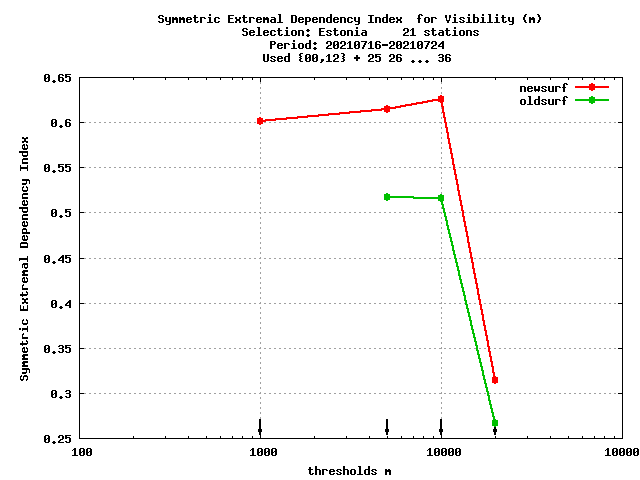 Symmetric Extremal Dependency Index  for Visibility (m)
Selection: Estonia     21 stations
Period: 20210716-20210724
Used {00,12} + 25 26 ... 36
newsurf
oldsurf
Symmetric Extremal Dependency Index
0.65
0.6
0.55
0.5
0.45
0.4
0.35
0.3
0.25
100
1000
10000
100000
thresholds m